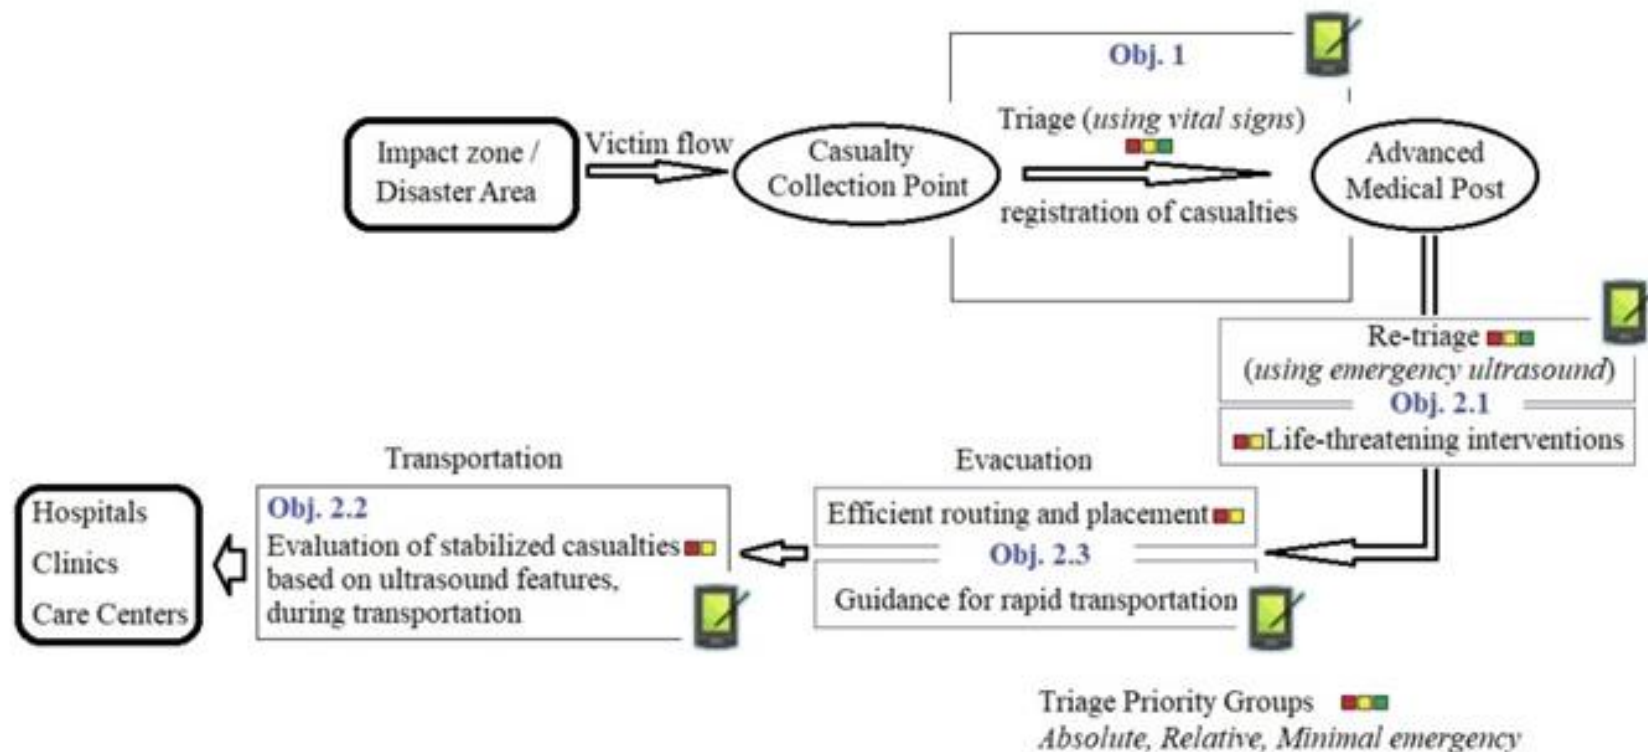 Obj. 1
Triage (using vital signs)
registration of casualties
Impact zone /
Disaster Area
Victim flow
Casualty
Collection Point
Advanced
Medical Post
Re-triage
(using emergency ultrasound)
Obj. 2.1
Life-threatening interventions
Evacuation
Efficient routing and placement
Obj. 2.3
Guidance for rapid transportation
Transportation
Obj. 2.2
Evaluation of stabilized casualties
based on ultrasound features,
during transportation
Hospitals
Clinics
Care Centers
Triage Priority Groups
Absolute, Relative, Minimal emergency